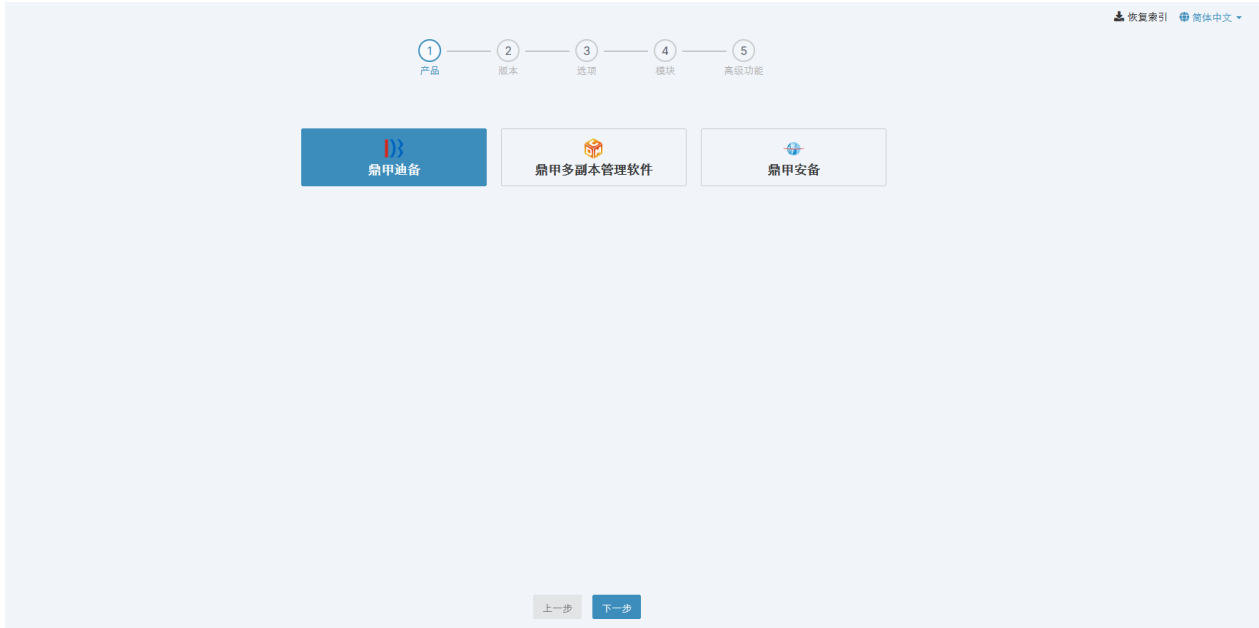 恢复索引 简体中文
1 2 3 4 5
产品 版本 选项 模块 高级功能
鼎甲迪备 鼎甲多副本管理软件 鼎甲安备
上一步 下一步